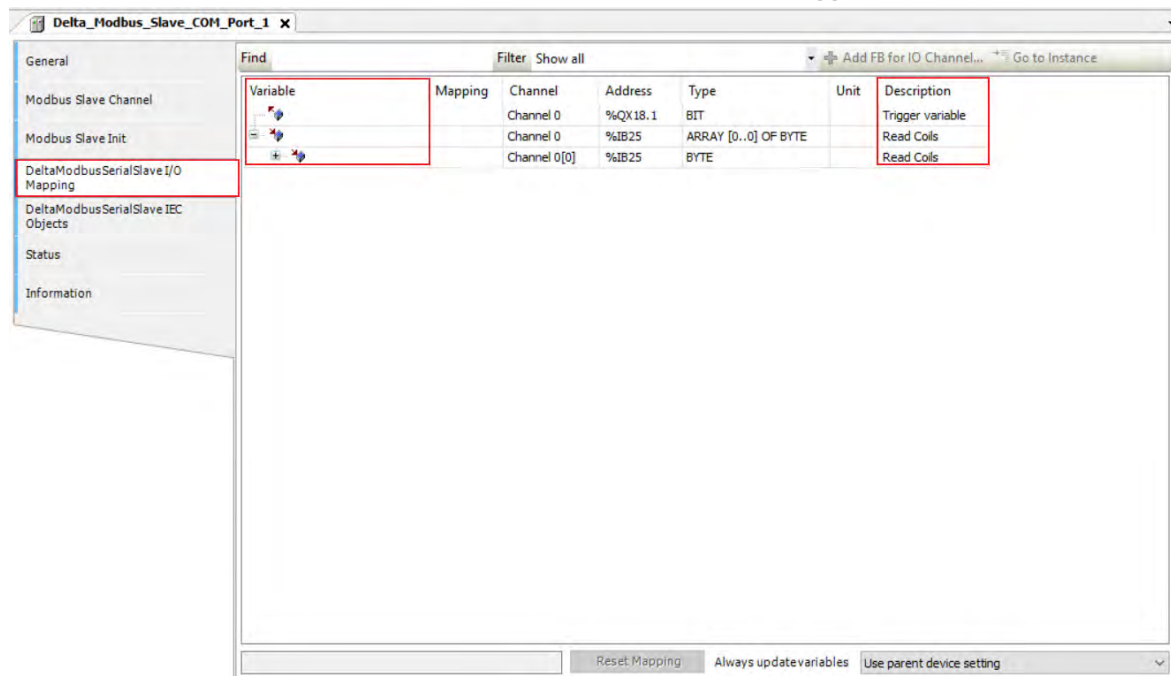 Delta_Modbus_Slave_COM_Port_1 x
General
Modbus Slave Channel
Modbus Slave Init
DeltaModbusSerialSlave I/O
Mapping
DeltaModbusSerialSlave IEC
Objects
Status
Information
Find Filter Show all Add FB for IO Channel... Go to Instance
Variable Mapping Channel Address Type Unit Description
Channel 0 %QX18.1 BIT Trigger variable
Channel 0 %IB25 ARRAY [0..0] OF BYTE Read Coils
Channel 0[0] %IB25 BYTE Read Coils
Reset Mapping Always update variables Use parent device setting